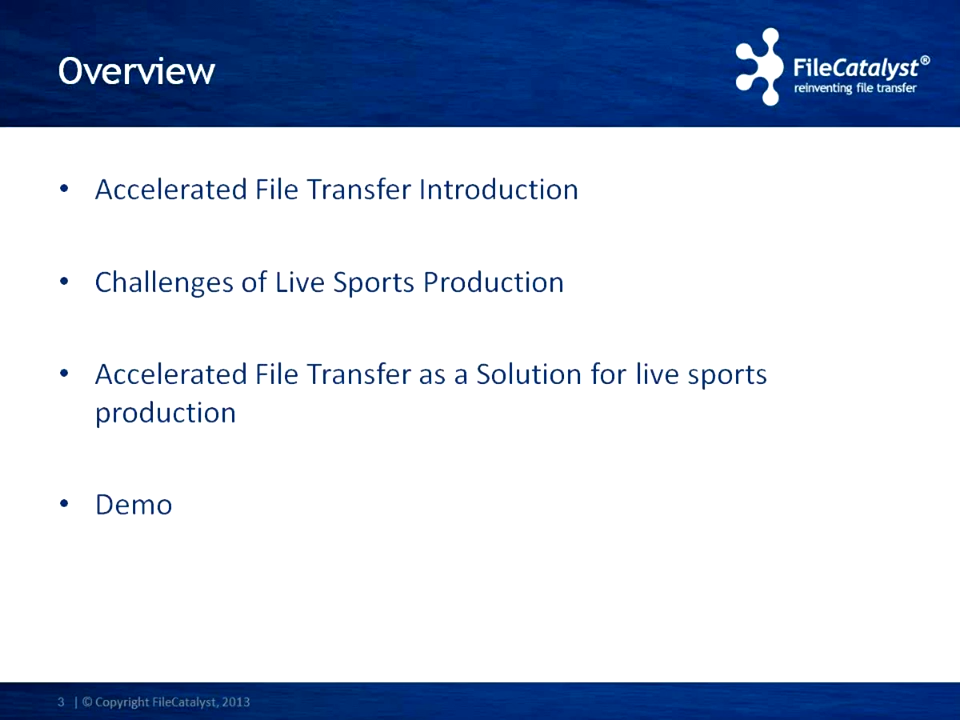 Overview
FileCatalyst®
reinventing file transfer
• Accelerated File Transfer Introduction
• Challenges of Live Sports Production
• Accelerated File Transfer as a Solution for live sports
production
• Demo
3 | © Copyright FileCatalyst, 2013